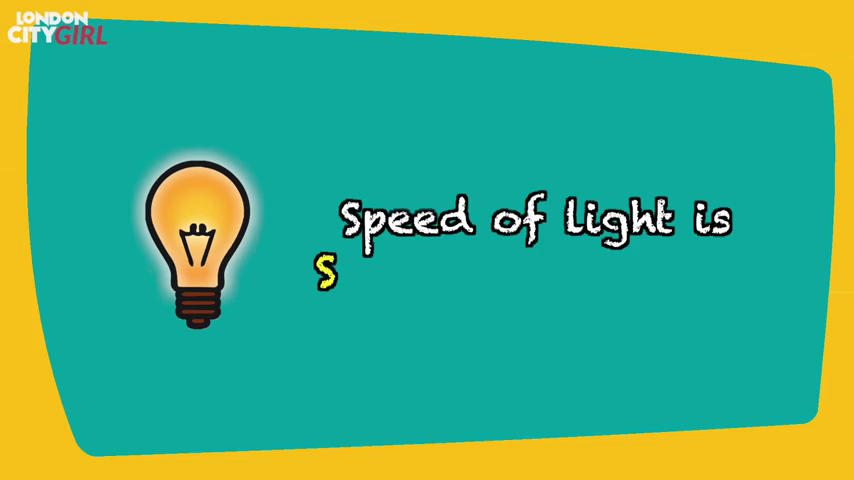 LONDON
CITYGIRL
Speed of light is
S